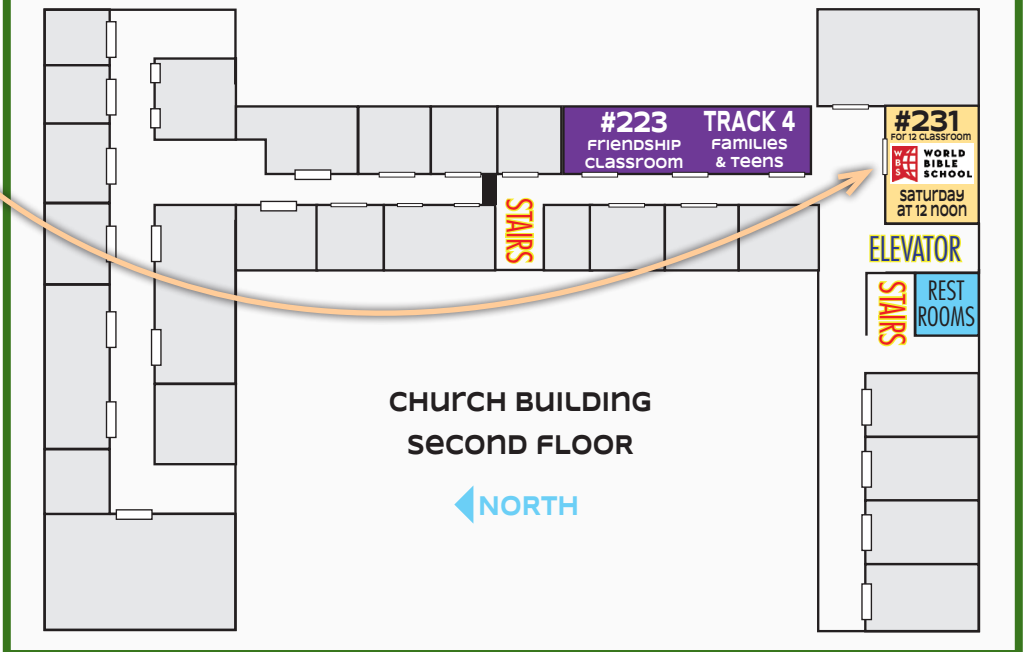 #223
FRIENDSHIP
CLASSROOM
TRACK 4
FAMILIES
& TEENS
#231
FOR 12 CLASSROOM
WBS
WORLD
BIBLE
SCHOOL
SATURDAY
AT 12 NOON
STAIRS
ELEVATOR
STAIRS
REST
ROOMS
CHURCH BUILDING
SECOND FLOOR
NORTH